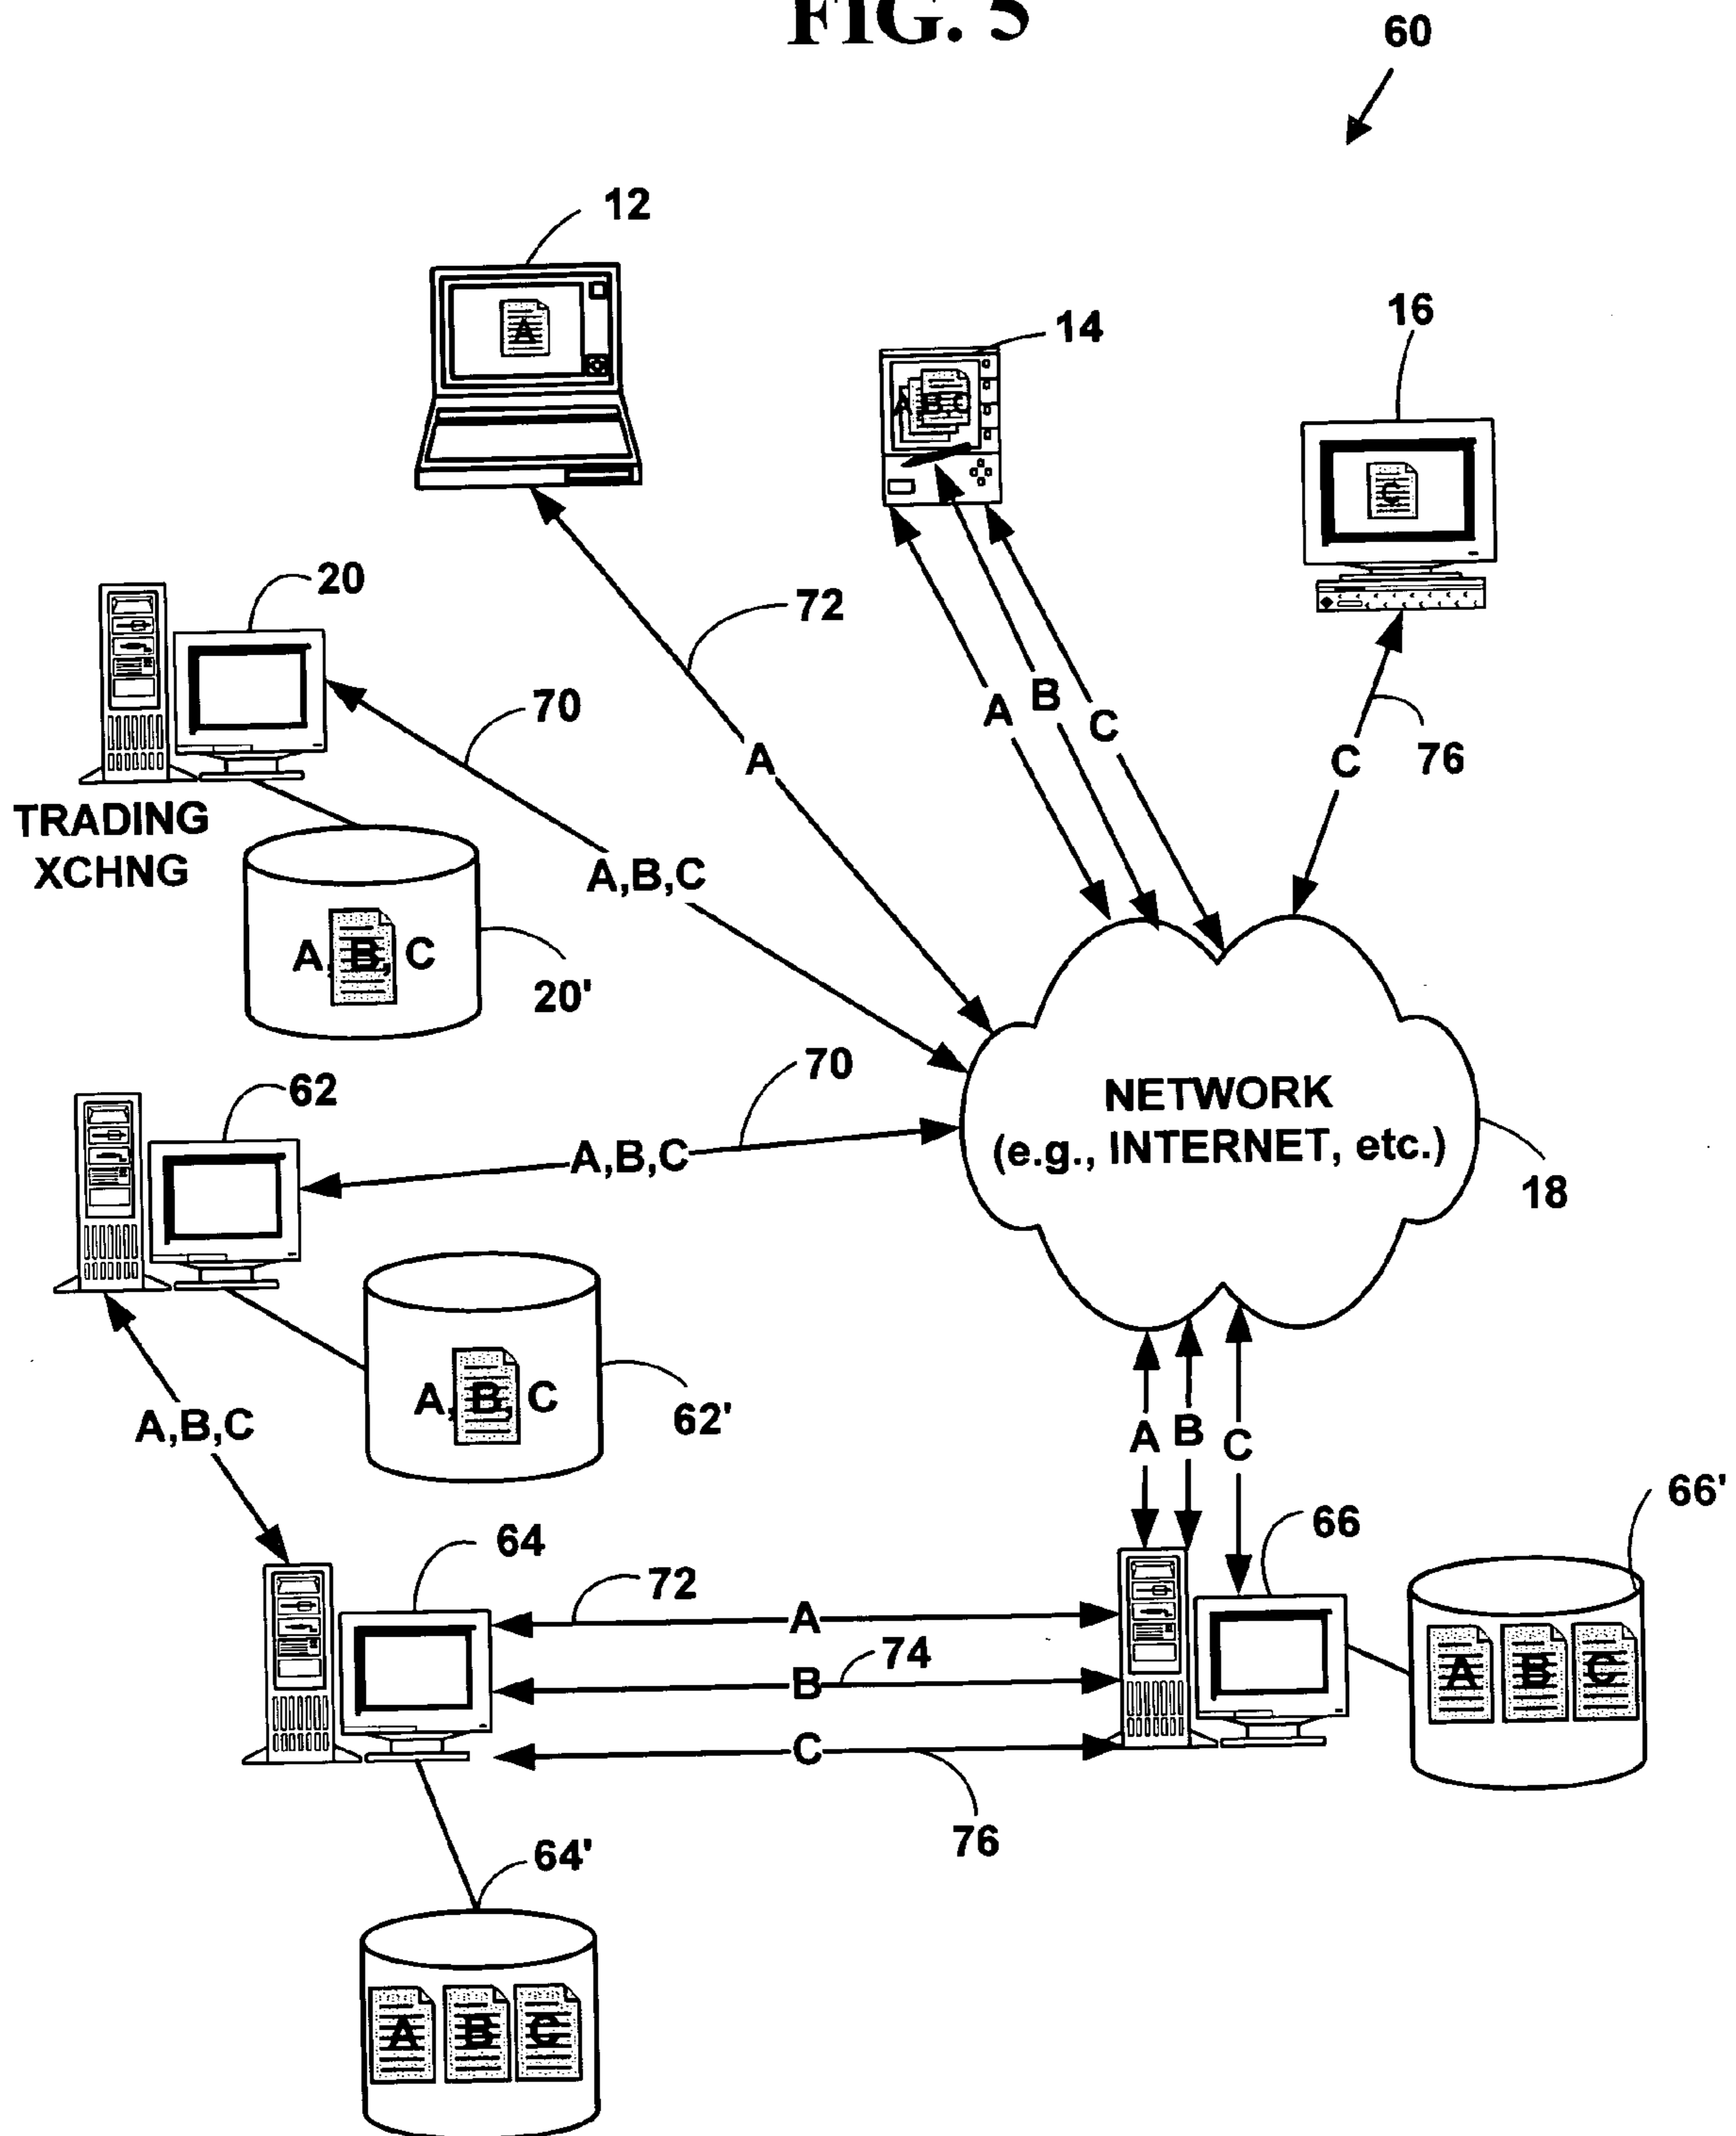 FIG. 5
60
12
A
14
A B,C
16
C
20
72
70
A
A
B
C
C
76
TRADING
XCHNG
A,B,C
A, B, C
20'
70
62
NETWORK
(e.g., INTERNET, etc.)
A,B,C
18
A, B, C
62'
A,B,C
A
B
C
66'
64
66
72
A
74
B
A
B
C
C
76
64'
A
B
C